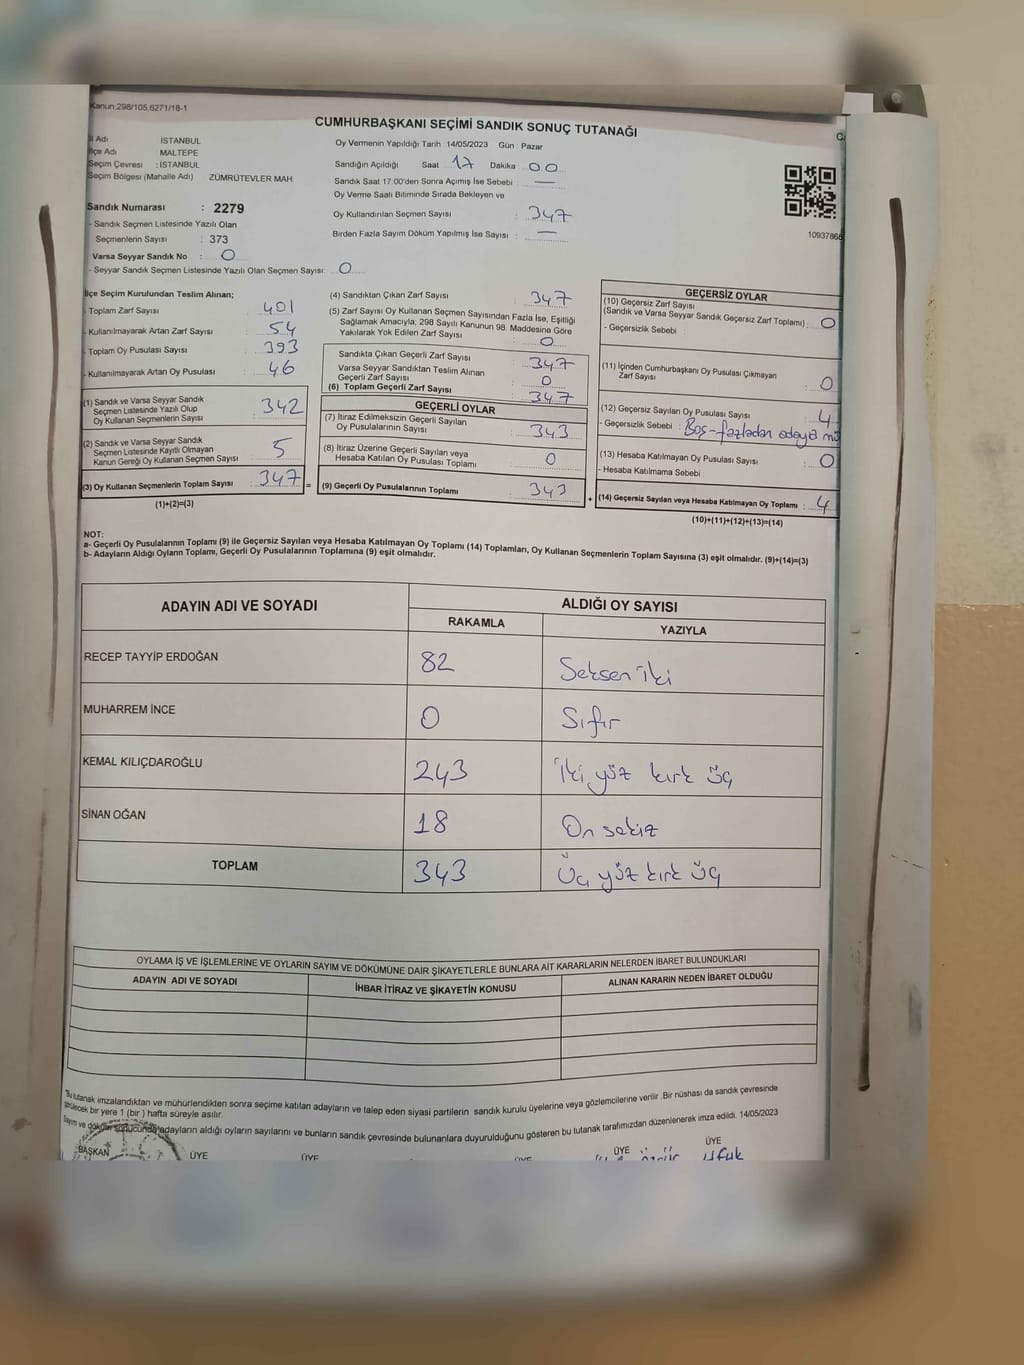 Kanun,298/105,6271/18-1
CUMHURBAŞKANI SEÇİMİ SANDIK SONUÇ TUTANAĞI
İl Adı İSTANBUL
İlçe Adı MALTEPE
Seçim Çevresi : İSTANBUL
Seçim Bölgesi (Mahalle Adı) ZÜMRÜTEVLER MAH
Sandık Numarası : 2279
- Sandık Seçmen Listesinde Yazılı Olan
Seçmenlerin Sayısı : 373
Varsa Seyyar Sandık No : 0
- Seyyar Sandık Seçmen Listesinde Yazılı Olan Seçmen Sayısı: 0
Oy Vermenin Yapıldığı Tarih : 14/05/2023 Gün : Pazar
Sandığın Açıldığı Saat 17 Dakika 00
Sandık Saat 17:00'den Sonra Açımış İse Sebebi : —
Oy Verme Saati Bitiminde Sırada Bekleyen ve
Oy Kullandırılan Seçmen Sayısı : 347
Birden Fazla Sayım Döküm Yapılmış İse Sayısı : —
10937868
İlçe Seçim Kurulundan Teslim Alınan;
- Toplam Zarf Sayısı : 401
- Kullanılmayarak Artan Zarf Sayısı : 54
- Toplam Oy Pusulası Sayısı : 393
- Kullanılmayarak Artan Oy Pusulası : 46
(1) Sandık ve Varsa Seyyar Sandık
Seçmen Listesinde Yazılı Olup
Oy Kullanan Seçmenlerin Sayısı : 342
(2) Sandık ve Varsa Seyyar Sandık
Seçmen Listesinde Kayıtlı Olmayan
Kanun Gereği Oy Kullanan Seçmen Sayısı : 5
(3) Oy Kullanan Seçmenlerin Toplam Sayısı : 347 =
(1)+(2)=(3)
(4) Sandıktan Çıkan Zarf Sayısı : 347
(5) Zarf Sayısı Oy Kullanan Seçmen Sayısından Fazla İse, Eşitliği
Sağlamak Amacıyla, 298 Sayılı Kanunun 98. Maddesine Göre
Yakılarak Yok Edilen Zarf Sayısı : 0
Sandıkta Çıkan Geçerli Zarf Sayısı : 347
Varsa Seyyar Sandıktan Teslim Alınan
Geçerli Zarf Sayısı : 0
(6) Toplam Geçerli Zarf Sayısı : 347
GEÇERLİ OYLAR
(7) İtiraz Edilmeksizin Geçerli Sayılan
Oy Pusulalarının Sayısı : 343
(8) İtiraz Üzerine Geçerli Sayılan veya
Hesaba Katılan Oy Pusulası Toplamı : 0
(9) Geçerli Oy Pusulalarının Toplamı : 343 +
GEÇERSİZ OYLAR
(10) Geçersiz Zarf Sayısı
(Sandık ve Varsa Seyyar Sandık Geçersiz Zarf Toplamı) : 0
- Geçersizlik Sebebi :
(11) İçinden Cumhurbaşkanı Oy Pusulası Çıkmayan
Zarf Sayısı : 0
(12) Geçersiz Sayılan Oy Pusulası Sayısı : 4
- Geçersizlik Sebebi : Boş-fazladan adaya mü
(13) Hesaba Katılmayan Oy Pusulası Sayısı : 0
- Hesaba Katılmama Sebebi :
(14) Geçersiz Sayılan veya Hesaba Katılmayan Oy Toplamı : 4
(10)+(11)+(12)+(13)=(14)
NOT:
a- Geçerli Oy Pusulalarının Toplamı (9) ile Geçersiz Sayılan veya Hesaba Katılmayan Oy Toplamı (14) Toplamları, Oy Kullanan Seçmenlerin Toplam Sayısına (3) eşit olmalıdır. (9)+(14)=(3)
b- Adayların Aldığı Oyların Toplamı, Geçerli Oy Pusulalarının Toplamına (9) eşit olmalıdır.
ADAYIN ADI VE SOYADI ALDIĞI OY SAYISI
RAKAMLA YAZIYLA
RECEP TAYYİP ERDOĞAN 82 Seksen iki
MUHARREM İNCE 0 Sıfır
KEMAL KILIÇDAROĞLU 243 İki yüz kırk üç
SİNAN OĞAN 18 On sekiz
TOPLAM 343 Üç yüz kırk üç
OYLAMA İŞ VE İŞLEMLERİNE VE OYLARIN SAYIM VE DÖKÜMÜNE DAİR ŞİKAYETLERLE BUNLARA AİT KARARLARIN NELERDEN İBARET BULUNDUKLARI
ADAYIN ADI VE SOYADI İHBAR İTİRAZ VE ŞİKAYETİN KONUSU ALINAN KARARIN NEDEN İBARET OLDUĞU
"Bu tutanak imzalandıktan ve mühürlendikten sonra seçime katılan adayların ve talep eden siyasi partilerin sandık kurulu üyelerine veya gözlemcilerine verilir .Bir nüshası da sandık çevresinde
görülecek bir yere 1 (bir ) hafta süreyle asılır.
Sayım ve döküm sonucunda adayların aldığı oyların sayılarını ve bunların sandık çevresinde bulunanlara duyurulduğunu gösteren bu tutanak tarafımızdan düzenlenerek imza edildi. 14/05/2023
BAŞKAN ÜYE ÜYE ÜYE ÜYE ÜYE
Ufuk